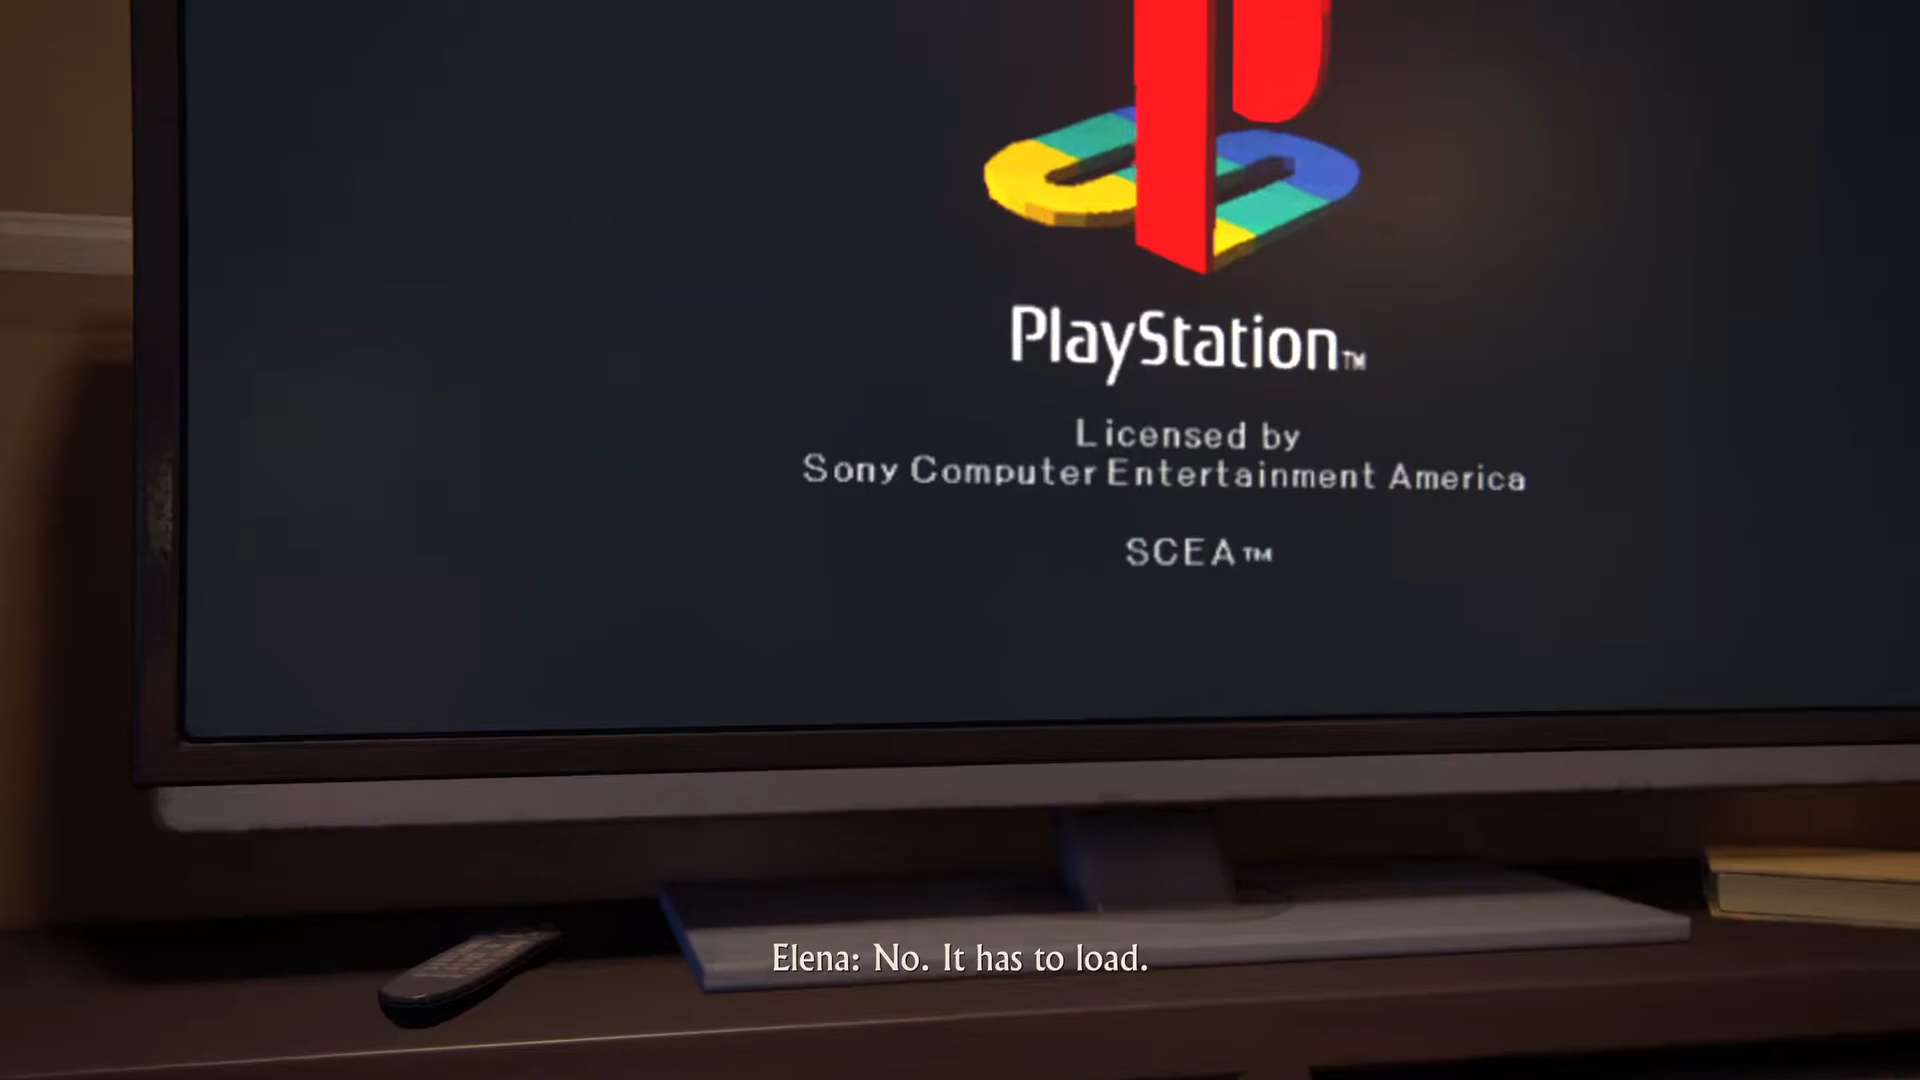 PlayStation™
Licensed by
Sony Computer Entertainment America
SCEA™
Elena: No. It has to load.